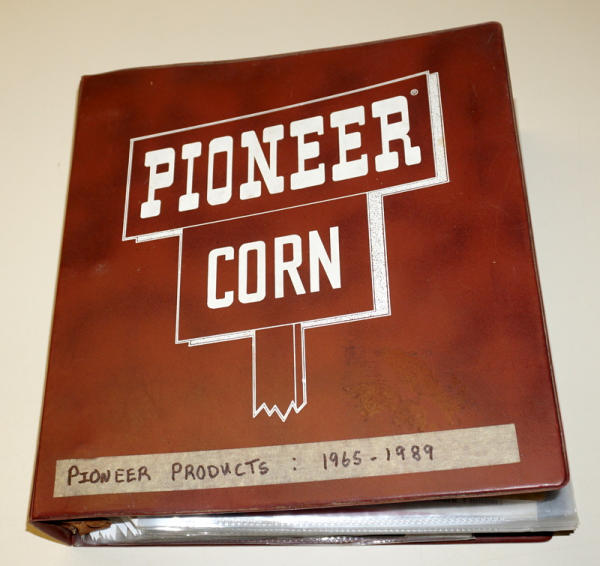 PIONEER®
CORN
PIONEER PRODUCTS : 1965-1989